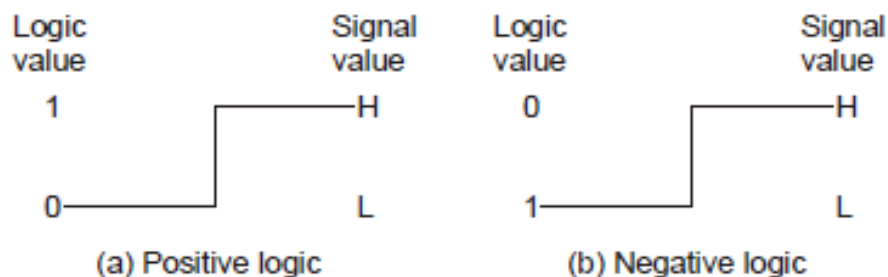 Logic value
Signal value
1
H
0
L
(a) Positive logic
Logic value
Signal value
0
H
1
L
(b) Negative logic